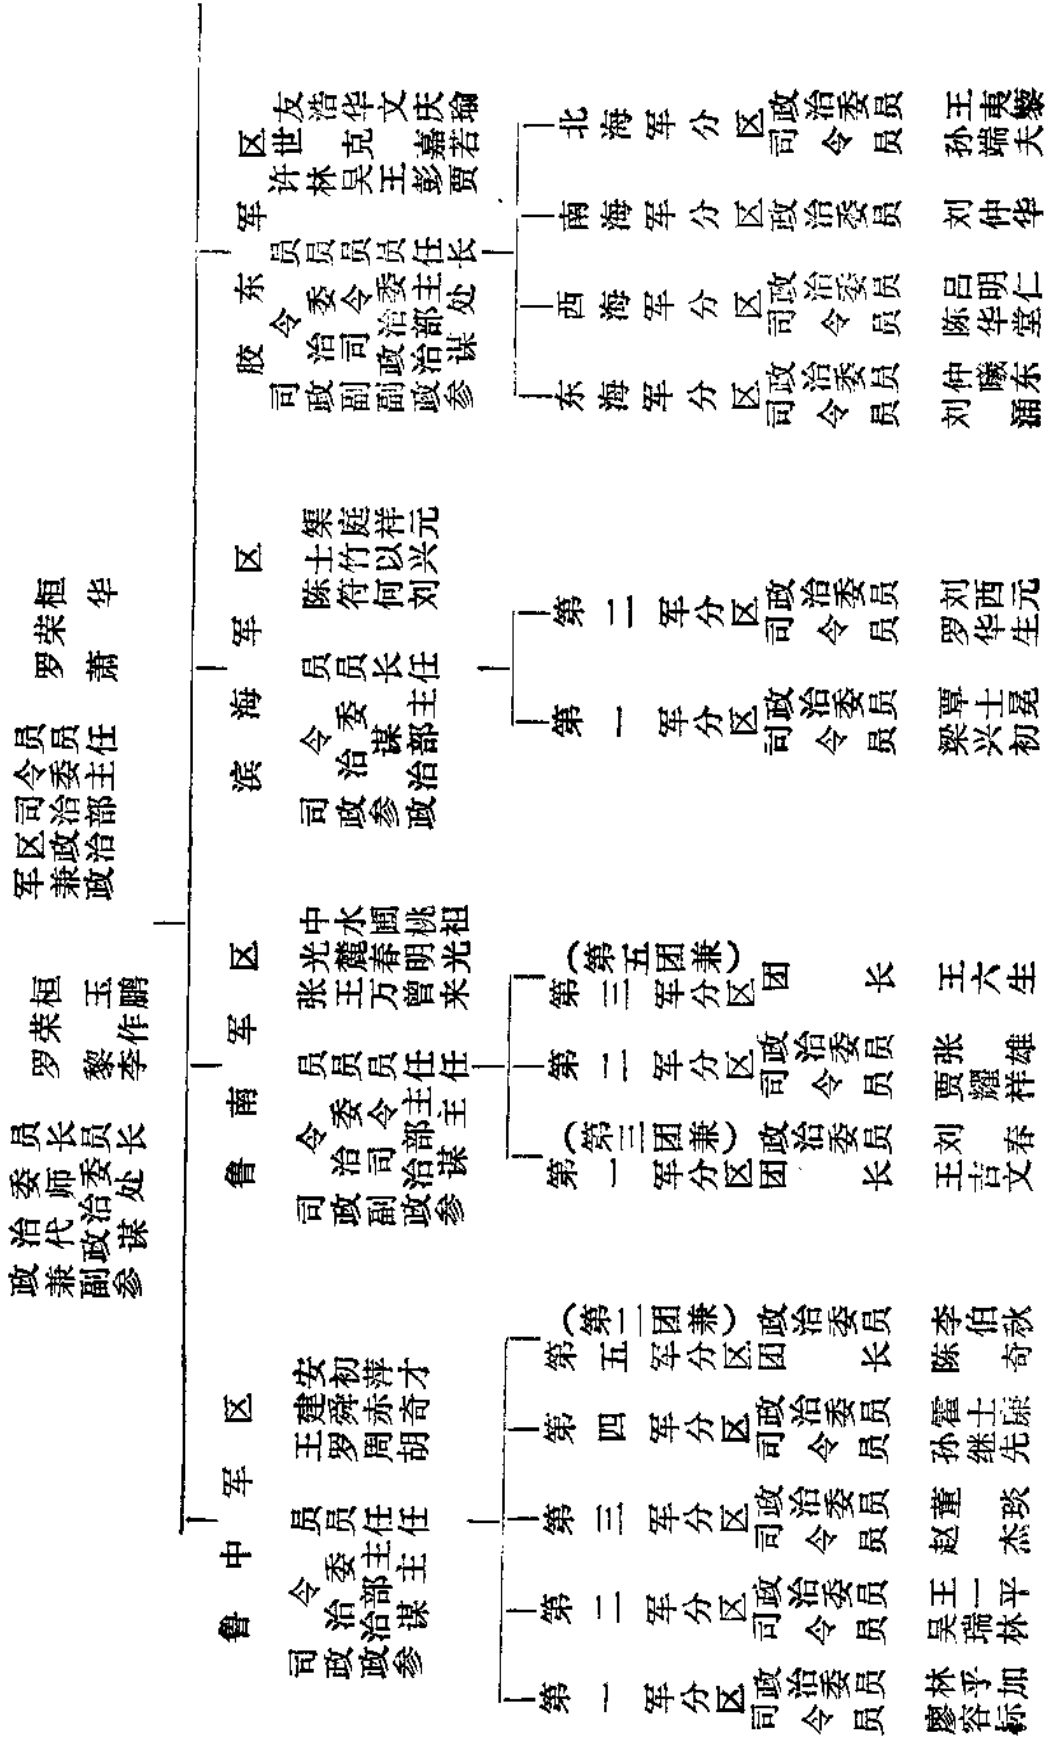 政治委员兼代师长 罗荣桓
副政治委员 黎玉
参谋处长 李作鹏
军区司令员兼政治委员 罗荣桓
政治部主任 萧华
鲁中军区
司令员 王建安
政治委员 罗舜初
政治部主任 周赤萍
参谋主任 胡奇才
第一军分区
司令员 廖容标
政治委员 林乎加
第二军分区
司令员 吴瑞林
政治委员 王一平
第三军分区
司令员 赵杰
政治委员 董琰
第四军分区
司令员 孙继先
政治委员 霍士廉
第五军分区
(第二团兼)
团长 陈奇
政治委员 李伯秋
鲁南军区
司令员 张光中
政治委员 王麓水
副司令员 万春圃
政治部主任 曾明桃
参谋主任 来光祖
第一军分区
(第三团兼)
团长 王吉文
政治委员 刘春
第二军分区
司令员 贾耀祥
政治委员 张雄
第三军分区
(第五团兼)
团长 王六生
滨海军区
司令员 陈士榘
政治委员 符竹庭
参谋长 何以祥
政治部主任 刘兴元
第一军分区
司令员 梁兴初
政治委员 覃士冕
第二军分区
司令员 罗华生
政治委员 刘西元
胶东军区
司令员 许世友
政治委员 林浩
副司令员 吴克华
副政治委员 王文
政治部主任 彭嘉庆
参谋处长 贾若瑜
东海军分区
司令员 刘涌
政治委员 仲曦东
西海军分区
司令员 陈华堂
政治委员 吕明仁
南海军分区
政治委员 刘仲华
北海军分区
司令员 孙端夫
政治委员 王夷黎